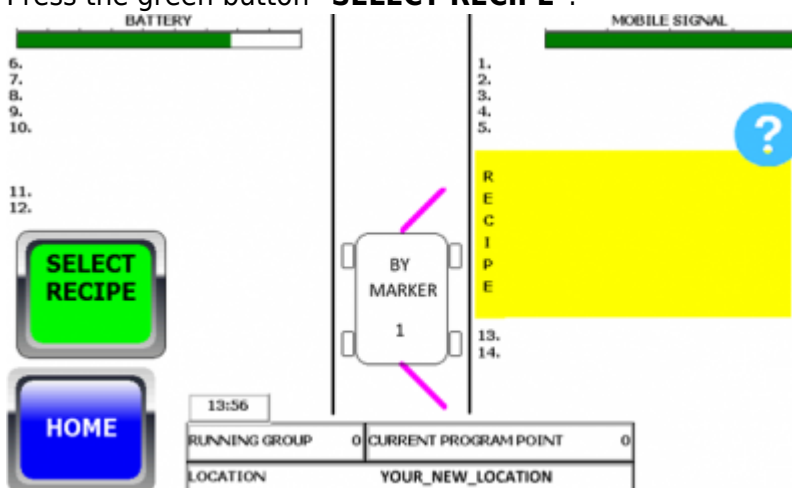 Press the green button "SELECT RECIPE".
BATTERY
MOBILE SIGNAL
6.
7.
8.
9.
10.
11.
12.
1.
2.
3.
4.
5.
?
R
E
C
I
P
E
13.
14.
SELECT
RECIPE
BY
MARKER
1
HOME
13:56
RUNNING GROUP 0 CURRENT PROGRAM POINT 0
LOCATION YOUR_NEW_LOCATION